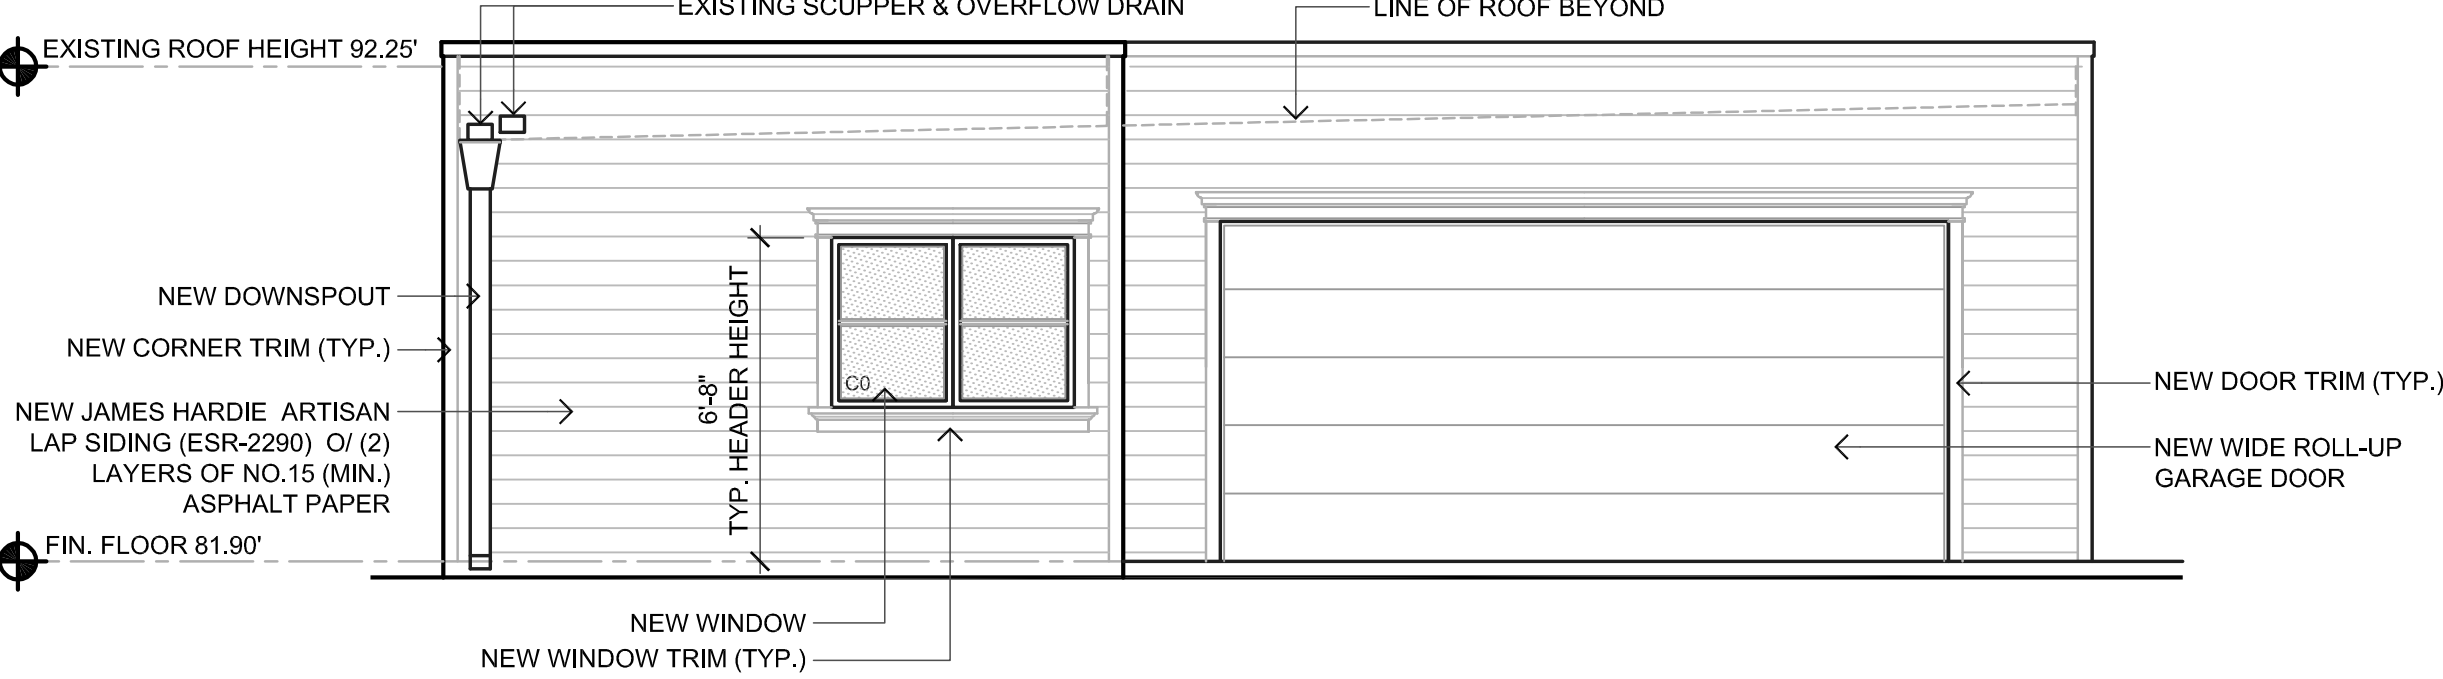 EXISTING SCUPPER & OVERFLOW DRAIN
LINE OF ROOF BEYOND
EXISTING ROOF HEIGHT 92.25'
NEW DOWNSPOUT
NEW CORNER TRIM (TYP.)
NEW JAMES HARDIE ARTISAN
LAP SIDING (ESR-2290) O/ (2)
LAYERS OF NO.15 (MIN.)
ASPHALT PAPER
FIN. FLOOR 81.90'
6'-8"
TYP. HEADER HEIGHT
C0
NEW WINDOW
NEW WINDOW TRIM (TYP.)
NEW DOOR TRIM (TYP.)
NEW WIDE ROLL-UP
GARAGE DOOR